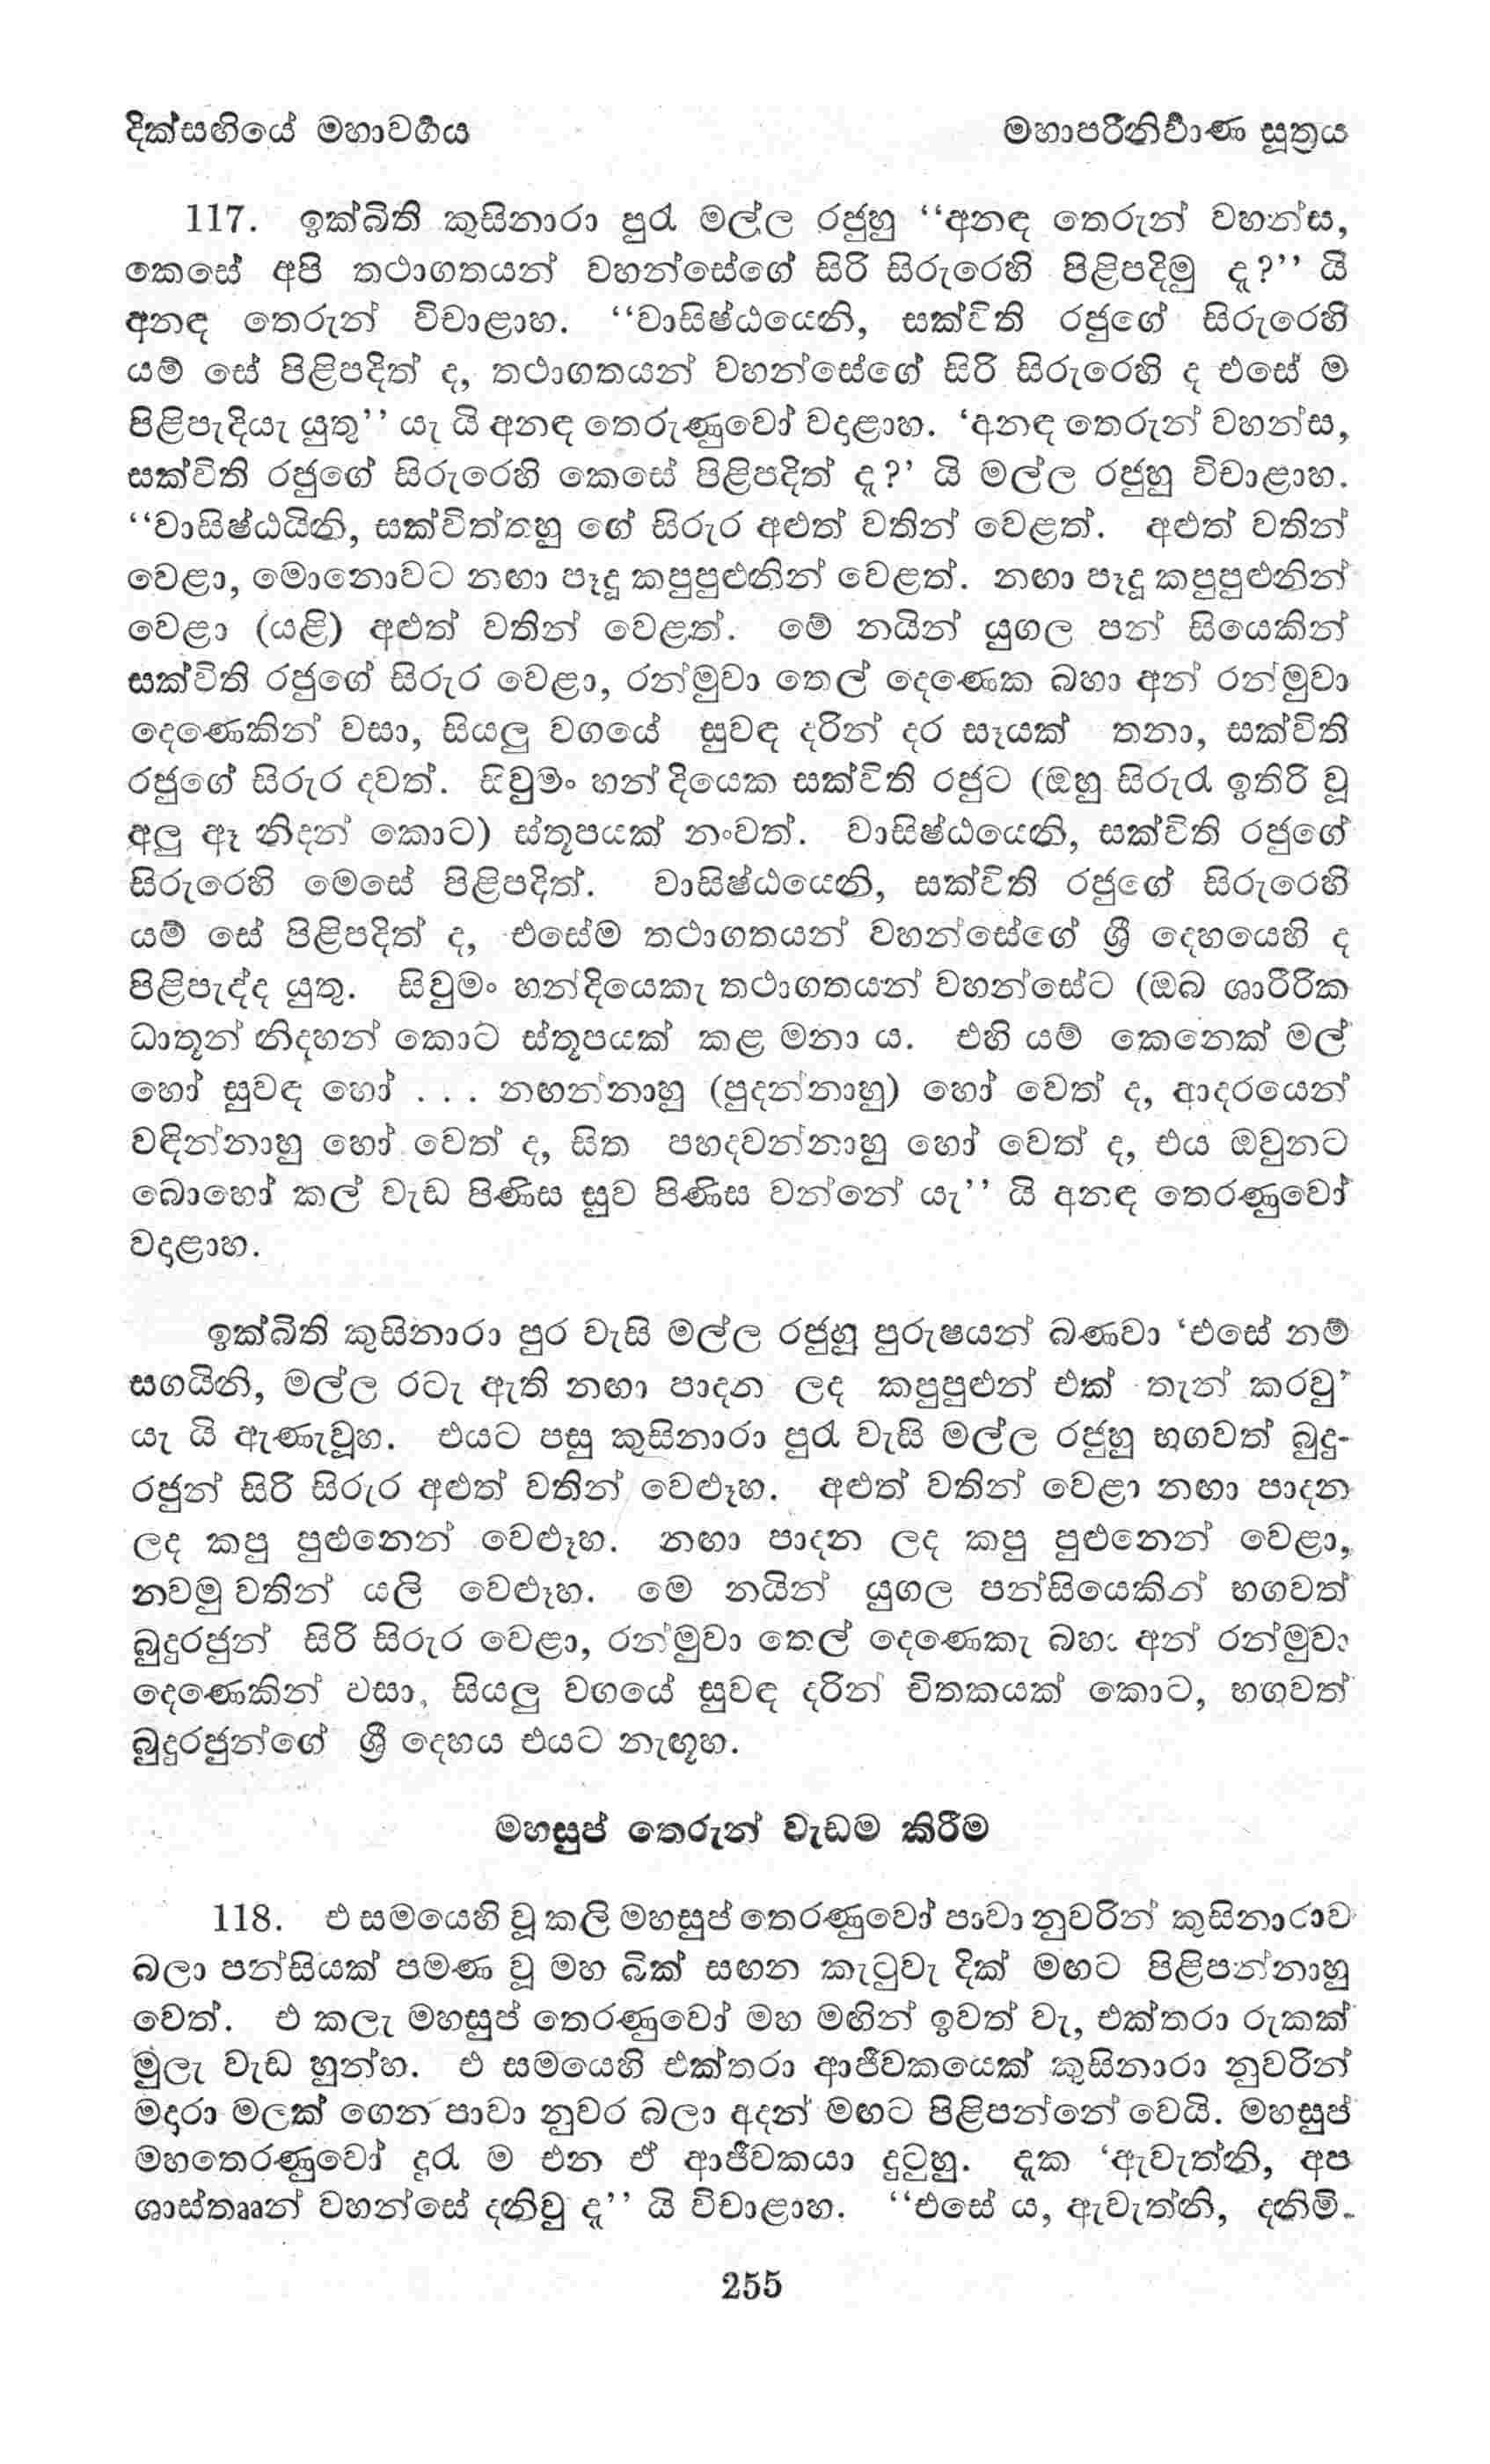 දික්සඟියේ මහාවර්‍ගය
මහාපරිනිර්‍වාණ සූත්‍රය
117. ඉක්බිති කුසිනාරා පුරැ මල්ල රජුහු “අනඳ තෙරුන් වහන්ස,
කෙසේ අපි තථාගතයන් වහන්සේගේ සිරි සිරුරෙහි පිළිපදිමු දැ?” යි
අනඳ තෙරුන් විචාළාහ. “වාසිෂ්ඨයෙනි, සක්විති රජුගේ සිරුරෙහි
යම් සේ පිළිපදිත් ද, තථාගතයන් වහන්සේගේ සිරි සිරුරෙහි ද එසේ ම
පිළිපැදියැ යුතු” යැ යි අනඳ තෙරුණුවෝ වදාළාහ. ‘අනඳ තෙරුන් වහන්ස,
සක්විති රජුගේ සිරුරෙහි කෙසේ පිළිපදිත් දැ?’ යි මල්ල රජුහු විචාළාහ.
“වාසිෂ්ඨයිනි, සක්විත්තහු ගේ සිරුර අළුත් වතින් වෙළත්. අළුත් වතින්
වෙළා, මොනොවට නඟා පෑදූ කපුපුළුනින් වෙළත්. නඟා පෑදූ කපුපුළුනින්
වෙළා (යළි) අළුත් වතින් වෙළත්. මේ නයින් යුගල පන් සියෙකින්
සක්විති රජුගේ සිරුර වෙළා, රන්මුවා තෙල් දෙණෙක බහා අන් රන්මුවා
දෙණෙකින් වසා, සියලු වගයේ සුවඳ දරින් දර සෑයක් තනා, සක්විති
රජුගේ සිරුර දවත්. සිවුමං හන්දියෙක සක්විති රජුට (ඔහු සිරුරැ ඉතිරි වූ
අලු ඈ නිදන් කොට) ස්තූපයක් නංවත්. වාසිෂ්ඨයෙනි, සක්විති රජුගේ
සිරුරෙහි මෙසේ පිළිපදිත්. වාසිෂ්ඨයෙනි, සක්විති රජුගේ සිරුරෙහි
යම් සේ පිළිපදිත් ද, එසේම තථාගතයන් වහන්සේගේ ශ්‍රී දෙහයෙහි ද
පිළිපැද්ද යුතු. සිවුමං හන්දියෙකැ තථාගතයන් වහන්සේට (ඔබ ශාරීරික
ධාතූන් නිදහන් කොට ස්තූපයක් කළ මනා ය. එහි යම් කෙනෙක් මල්
හෝ සුවඳ හෝ . . . නඟන්නාහු (පුදන්නාහු) හෝ වෙත් ද, ආදරයෙන්
වඳින්නාහු හෝ වෙත් ද, සිත පහදවන්නාහු හෝ වෙත් ද, එය ඔවුනට
බොහෝ කල් වැඩ පිණිස සුව පිණිස වන්නේ යැ” යි අනඳ තෙරණුවෝ
වදාළාහ.
ඉක්බිති කුසිනාරා පුර වැසි මල්ල රජුහු පුරුෂයන් බණවා ‘එසේ නම්
සගයිනි, මල්ල රටැ ඇති නඟා පාදන ලද කපුපුළුන් එක් තැන් කරවු’
යැ යි ඇණැවූහ. එයට පසු කුසිනාරා පුරැ වැසි මල්ල රජුහු භගවත් බුදු-
රජුන් සිරි සිරුර අළුත් වතින් වෙළූහ. අළුත් වතින් වෙළා නඟා පාදන
ලද කපු පුළුනෙන් වෙළූහ. නඟා පාදන ලද කපු පුළුනෙන් වෙළා,
නවමු වතින් යලි වෙළූහ. මෙ නයින් යුගල පන්සියෙකින් භගවත්
බුදුරජුන් සිරි සිරුර වෙළා, රන්මුවා තෙල් දෙණෙකැ බහා අන් රන්මුවා
දෙණෙකින් වසා, සියලු වගයේ සුවඳ දරින් චිතකයක් කොට, භගවත්
බුදුරජුන්ගේ ශ්‍රී දෙහය එයට නැඟූහ.
මහසුප් තෙරුන් වැඩම කිරීම
118. එ සමයෙහි වූ කලි මහසුප් තෙරණුවෝ පාවා නුවරින් කුසිනාරාව
බලා පන්සියක් පමණ වූ මහ බික් සඟන කැටුවැ දික් මඟට පිළිපන්නාහු
වෙත්. එ කලැ මහසුප් තෙරණුවෝ මහ මඟින් ඉවත් වැ, එක්තරා රුකක්
මුලැ වැඩ හුන්හ. එ සමයෙහි එක්තරා ආජීවකයෙක් කුසිනාරා නුවරින්
මදාරා මලක් ගෙන පාවා නුවර බලා අදන් මඟට පිළිපන්නේ වෙයි. මහසුප්
මහතෙරණුවෝ දුරැ ම එන ඒ ආජීවකයා දුටුහු. දැක ‘ඇවැත්නි, අප
ශාස්තෲන් වහන්සේ දනිවු දැ” යි විචාළාහ. “එසේ ය, ඇවැත්නි, දනිමි.
255